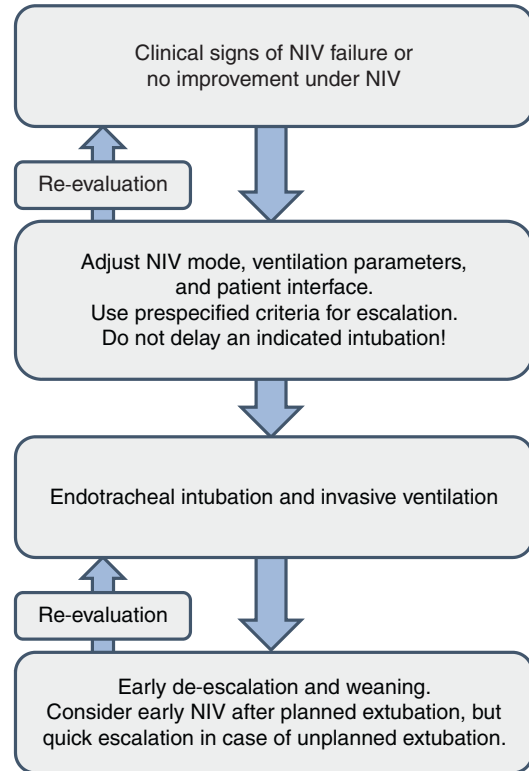 Clinical signs of NIV failure or
no improvement under NIV
Re-evaluation
Adjust NIV mode, ventilation parameters,
and patient interface.
Use prespecified criteria for escalation.
Do not delay an indicated intubation!
Endotracheal intubation and invasive ventilation
Re-evaluation
Early de-escalation and weaning.
Consider early NIV after planned extubation, but
quick escalation in case of unplanned extubation.